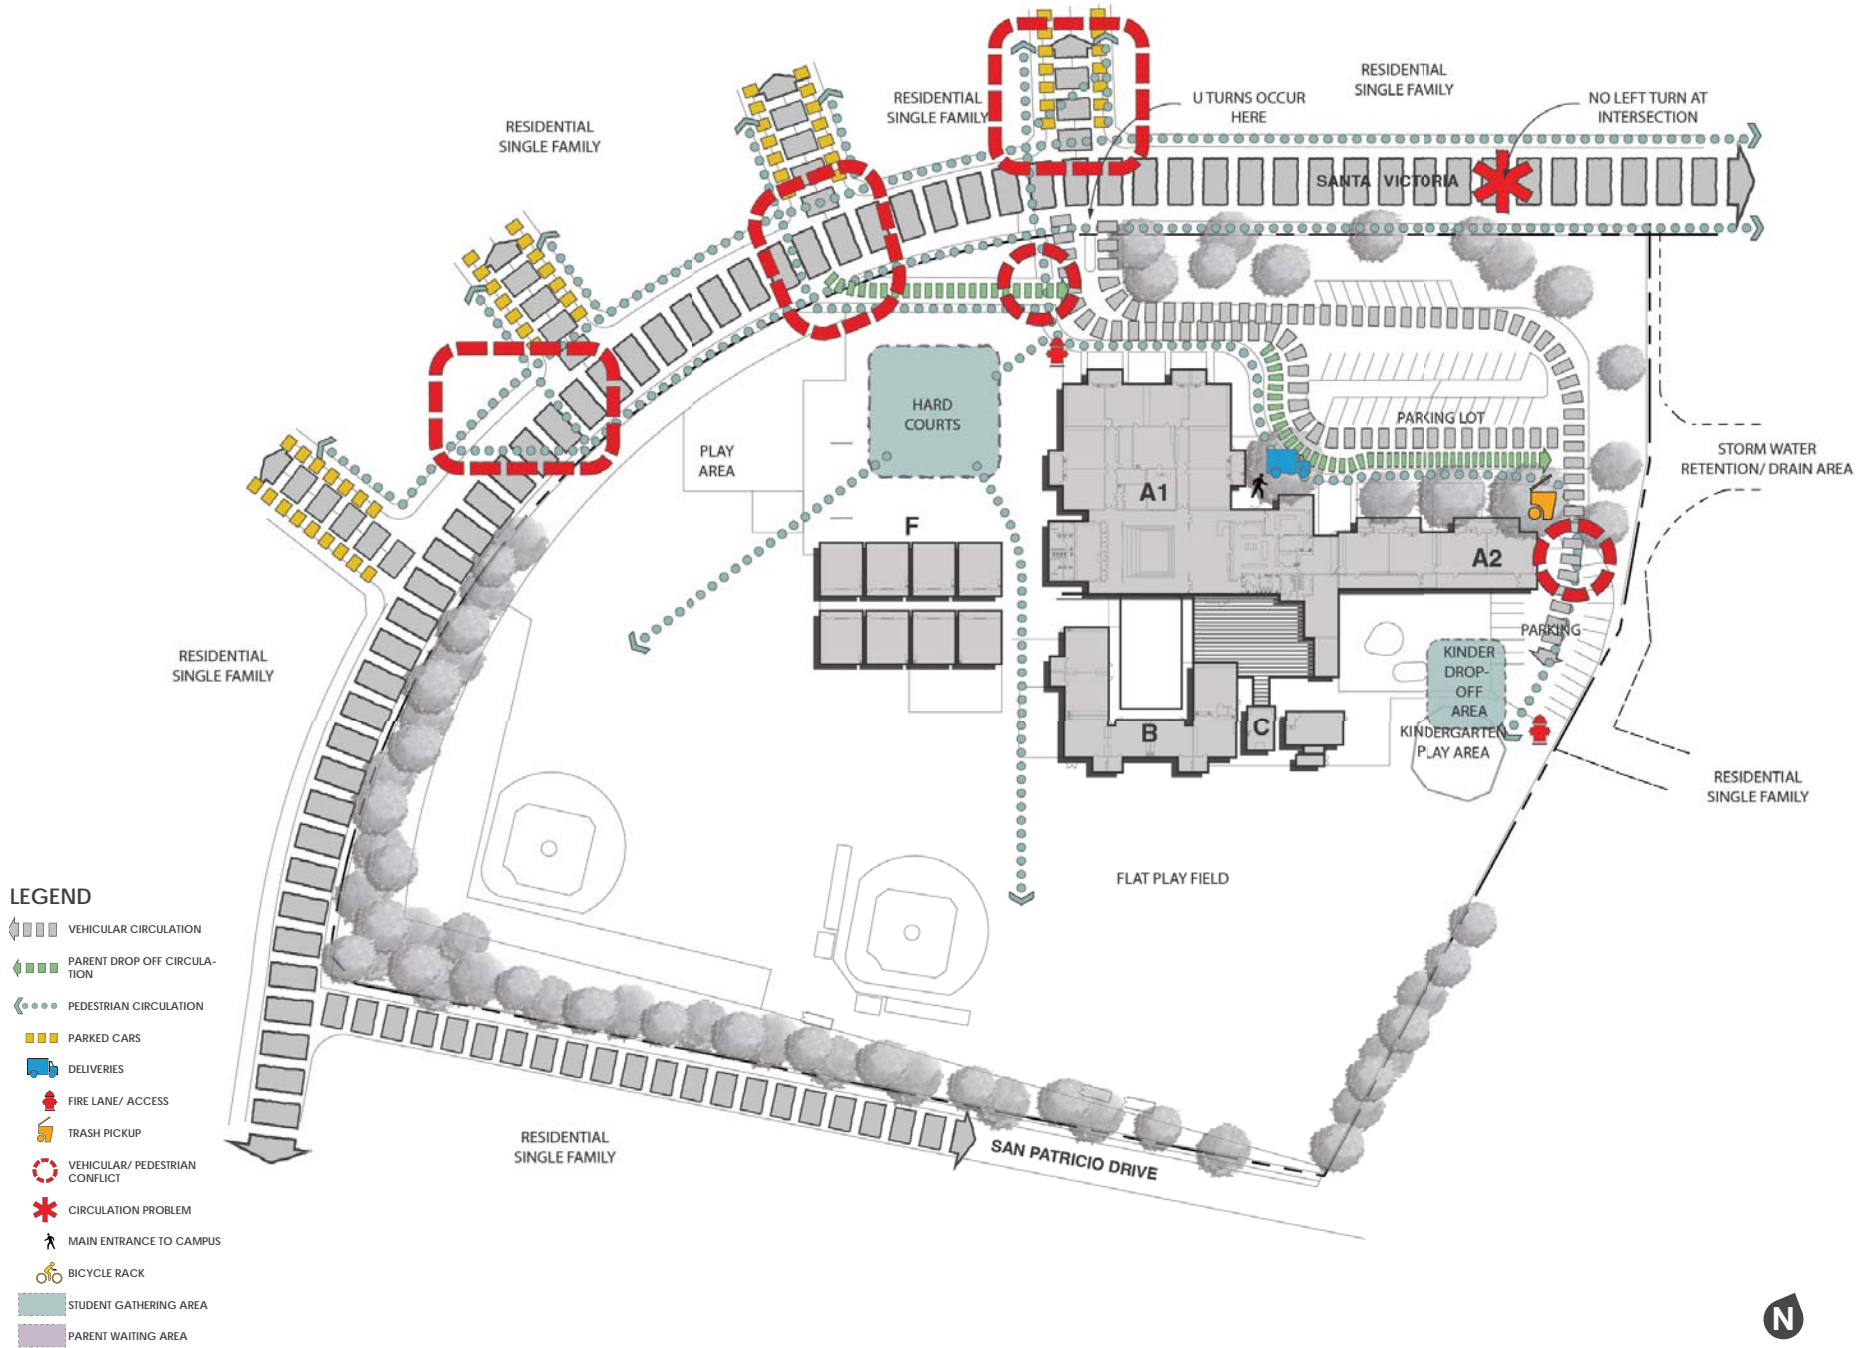 RESIDENTIAL
SINGLE FAMILY
RESIDENTIAL
SINGLE FAMILY
U TURNS OCCUR
HERE
RESIDENTIAL
SINGLE FAMILY
NO LEFT TURN AT
INTERSECTION
SANTA VICTORIA
HARD
COURTS
PLAY
AREA
PARKING LOT
STORM WATER
RETENTION/ DRAIN AREA
A1
F
A2
PARKING
KINDER
DROP-
OFF
AREA
KINDERGARTEN
PLAY AREA
RESIDENTIAL
SINGLE FAMILY
B
C
RESIDENTIAL
SINGLE FAMILY
FLAT PLAY FIELD
RESIDENTIAL
SINGLE FAMILY
SAN PATRICIO DRIVE
LEGEND
VEHICULAR CIRCULATION
PARENT DROP OFF CIRCULA-
TION
PEDESTRIAN CIRCULATION
PARKED CARS
DELIVERIES
FIRE LANE/ ACCESS
TRASH PICKUP
VEHICULAR/ PEDESTRIAN
CONFLICT
CIRCULATION PROBLEM
MAIN ENTRANCE TO CAMPUS
BICYCLE RACK
STUDENT GATHERING AREA
PARENT WAITING AREA
N